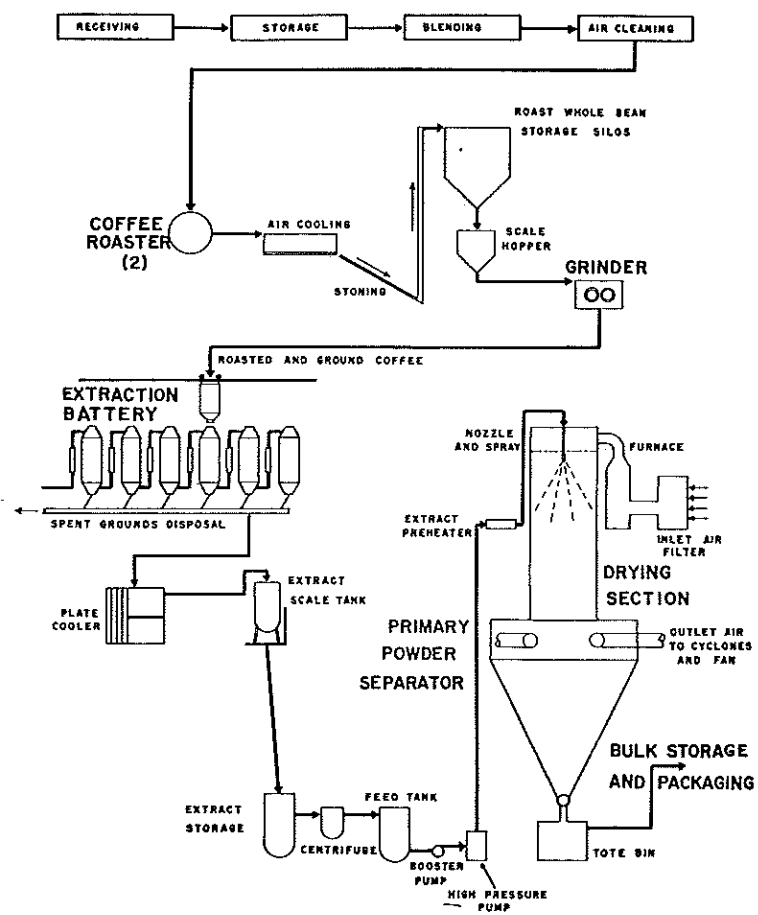 RECEIVING
STORAGE
BLENDING
AIR CLEANING
ROAST WHOLE BEAN
STORAGE SILOS
COFFEE
ROASTER
(2)
AIR COOLING
SCALE
HOPPER
STONING
GRINDER
ROASTED AND GROUND COFFEE
EXTRACTION
BATTERY
NOZZLE
AND SPRAY
FURNACE
SPENT GROUNDS DISPOSAL
EXTRACT
PREHEATER
INLET AIR
FILTER
PLATE
COOLER
EXTRACT
SCALE TANK
DRYING
SECTION
PRIMARY
POWDER
SEPARATOR
OUTLET AIR
TO CYCLONES
AND FAN
BULK STORAGE
AND PACKAGING
EXTRACT
STORAGE
CENTRIFUGE
FEED TANK
BOOSTER
PUMP
HIGH PRESSURE
PUMP
TOTE BIN